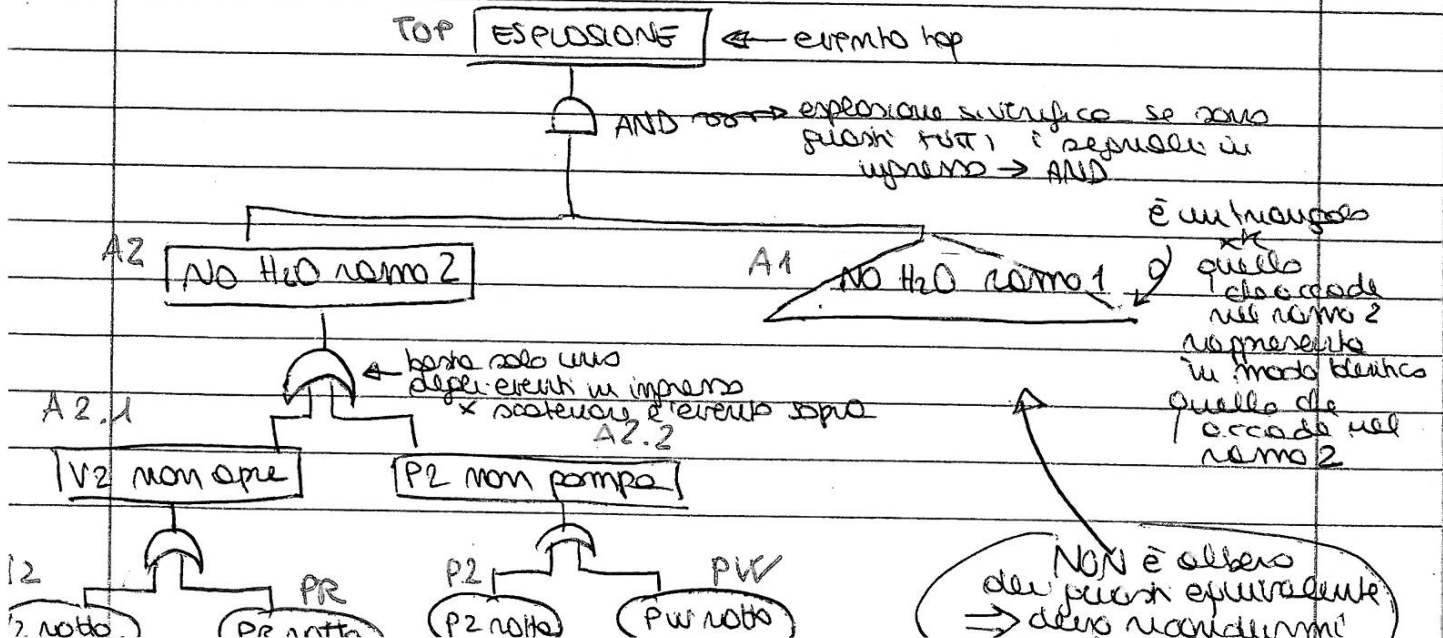 TOP ESPLOSIONE ← evento top
AND → esplosione si verifica se sono
guasti tutti i segnali in
ingresso → AND
è un triangolo
xk
A2 NO H2O ramo 2
A1 NO H2O ramo 1
quello
che accade
nel ramo 2
rappresenta
in modo identico
quello che
accade nel
ramo 2
← basta solo uno
degli eventi in ingresso
x scatenare l'evento sopra
A2.1
A2.2
V2 non apre
P2 non pompa
NON è albero
dei guasti equivalente
⇒ devo ricondurmi
PR
P2
PW
PR rotto
P2 rotto
PW rotto